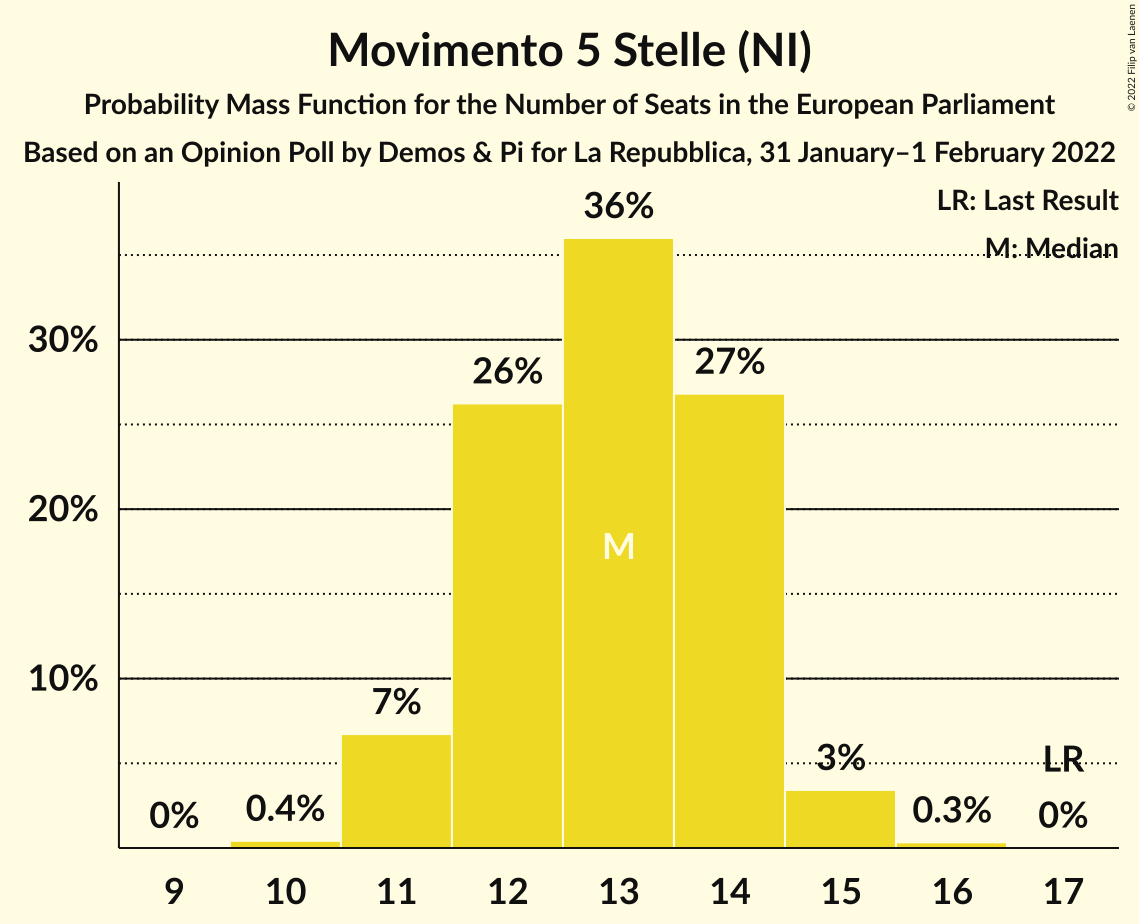 Movimento 5 Stelle (NI)
Probability Mass Function for the Number of Seats in the European Parliament
Based on an Opinion Poll by Demos & Pi for La Repubblica, 31 January–1 February 2022
© 2022 Filip van Laenen
LR: Last Result
M: Median
36%
30%
26%
27%
20%
M
10%
7%
3%
LR
0%
0.4%
0.3%
0%
9 10 11 12 13 14 15 16 17